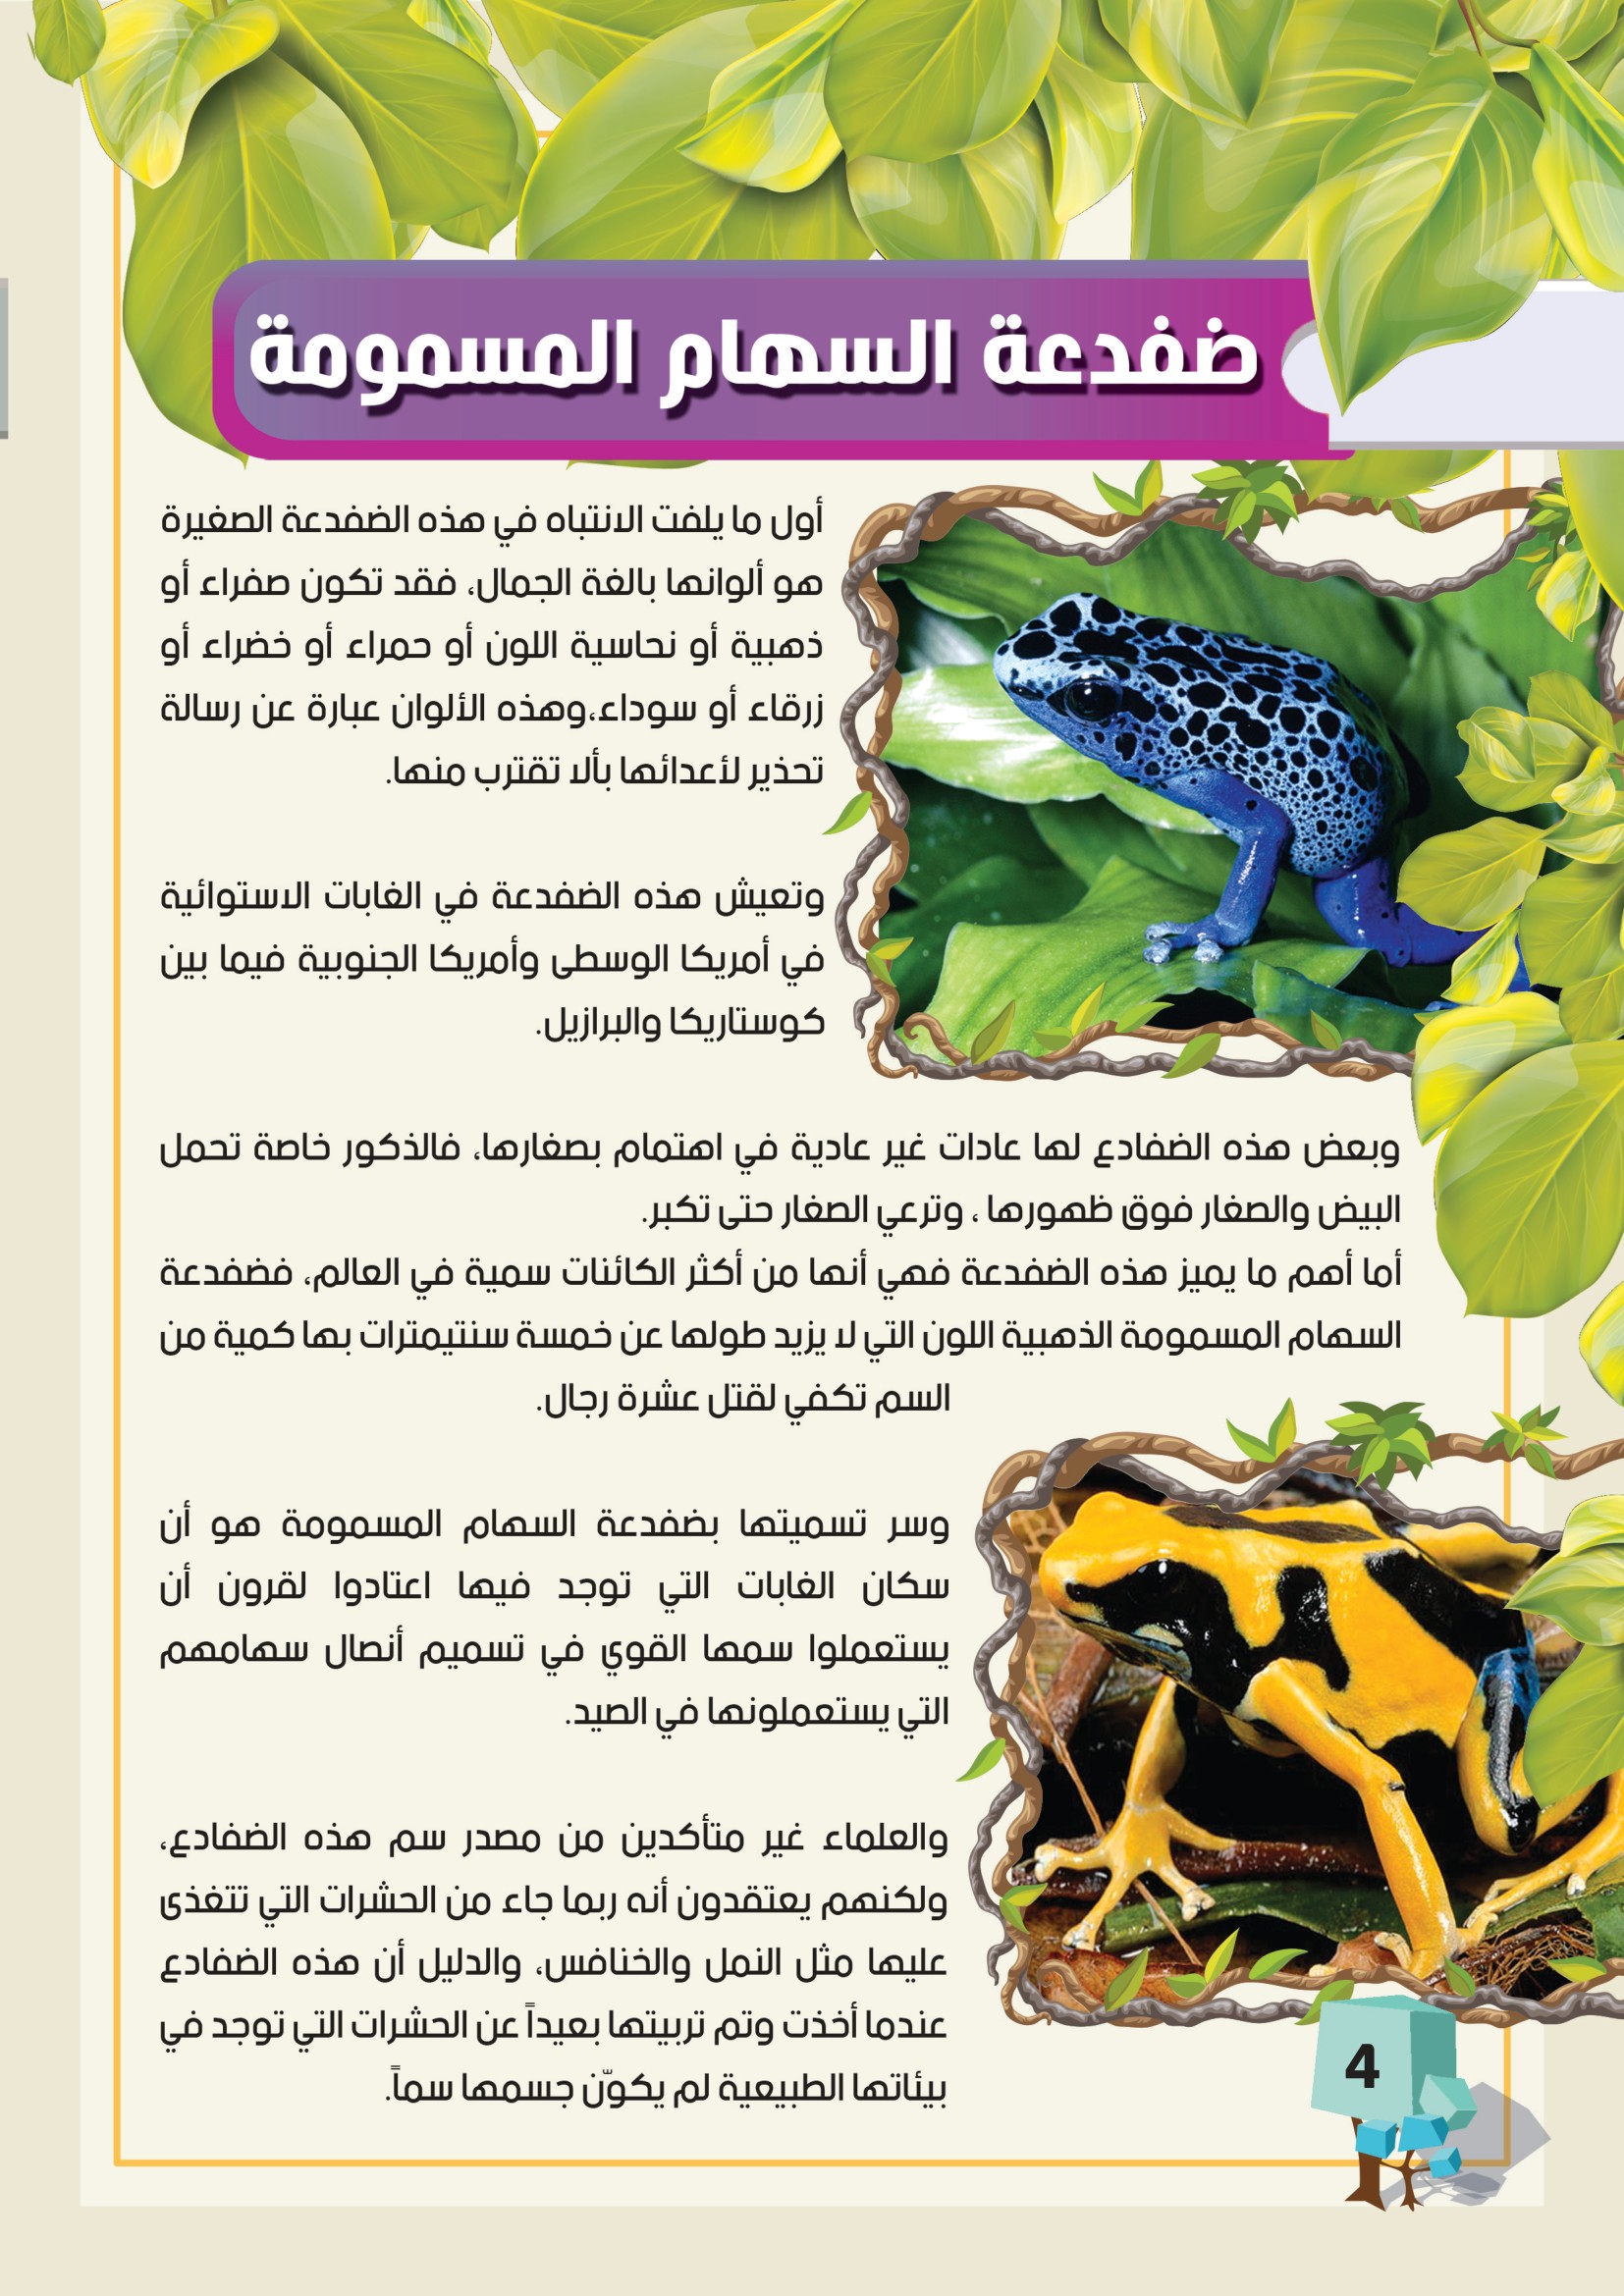 ضفدعة السهام المسمومة
أول ما يلفت الانتباه في هذه الضفدعة الصغيرة
هو ألوانها بالغة الجمال، فقد تكون صفراء أو
ذهبية أو نحاسية اللون أو حمراء أو خضراء أو
زرقاء أو سوداء،وهذه الألوان عبارة عن رسالة
تحذير لأعدائها بألا تقترب منها.
وتعيش هذه الضفدعة في الغابات الاستوائية
في أمريكا الوسطى وأمريكا الجنوبية فيما بين
كوستاريكا والبرازيل.
وبعض هذه الضفادع لها عادات غير عادية في اهتمام بصغارها، فالذكور خاصة تحمل
البيض والصغار فوق ظهورها ، وترعي الصغار حتى تكبر.
أما أهم ما يميز هذه الضفدعة فهي أنها من أكثر الكائنات سمية في العالم، فضفدعة
السهام المسمومة الذهبية اللون التي لا يزيد طولها عن خمسة سنتيمترات بها كمية من
السم تكفي لقتل عشرة رجال.
وسر تسميتها بضفدعة السهام المسمومة هو أن
سكان الغابات التي توجد فيها اعتادوا لقرون أن
يستعملوا سمها القوي في تسميم أنصال سهامهم
التي يستعملونها في الصيد.
والعلماء غير متأكدين من مصدر سم هذه الضفادع،
ولكنهم يعتقدون أنه ربما جاء من الحشرات التي تتغذى
عليها مثل النمل والخنافس، والدليل أن هذه الضفادع
عندما أخذت وتم تربيتها بعيداً عن الحشرات التي توجد في
بيئاتها الطبيعية لم يكوّن جسمها سماً.
4